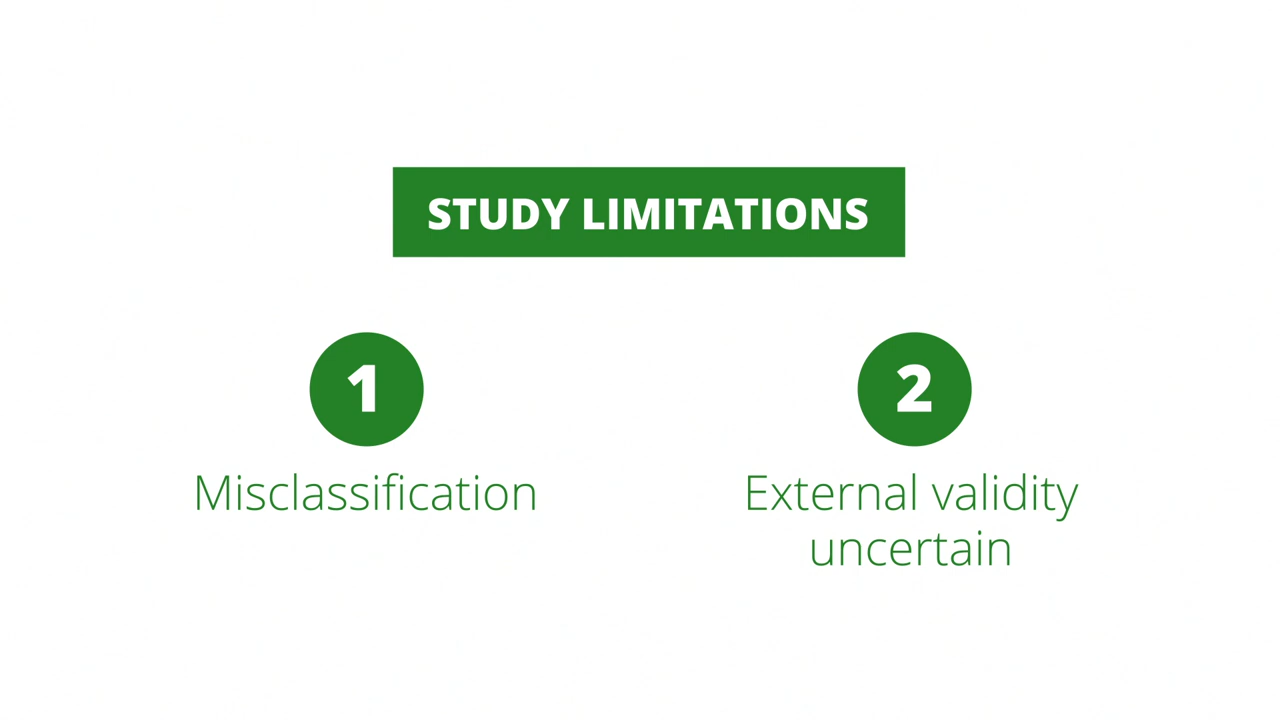 STUDY LIMITATIONS
1
Misclassification
2
External validity
uncertain